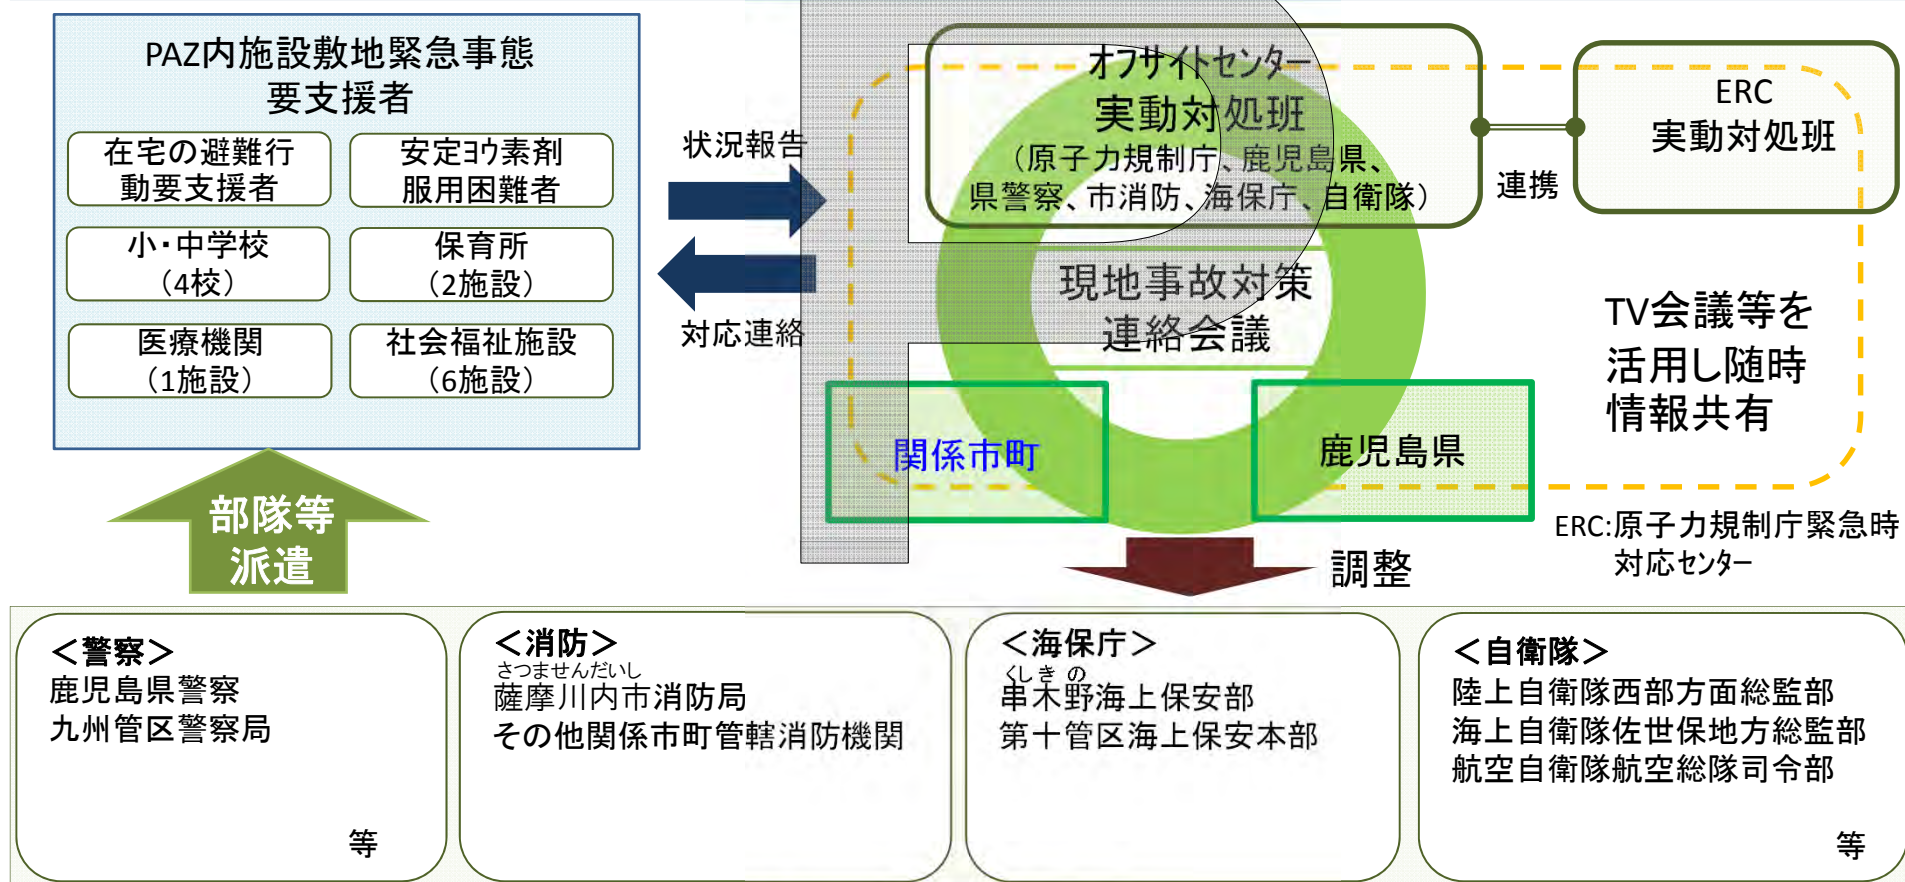 PAZ内施設敷地緊急事態
要支援者
在宅の避難行
動要支援者
安定ヨウ素剤
服用困難者
小・中学校
(4校)
保育所
(2施設)
医療機関
(1施設)
社会福祉施設
(6施設)
状況報告
対応連絡
オフサイトセンター
実動対処班
(原子力規制庁、鹿児島県、
県警察、市消防、海保庁、自衛隊)
連携
ERC
実動対処班
現地事故対策
連絡会議
TV会議等を
活用し随時
情報共有
関係市町
鹿児島県
ERC:原子力規制庁緊急時
対応センター
部隊等
派遣
調整
<警察>
鹿児島県警察
九州管区警察局
等
<消防>
さつませんだいし
薩摩川内市消防局
その他関係市町管轄消防機関
<海保庁>
くしきの
串木野海上保安部
第十管区海上保安本部
<自衛隊>
陸上自衛隊西部方面総監部
海上自衛隊佐世保地方総監部
航空自衛隊航空総隊司令部
等